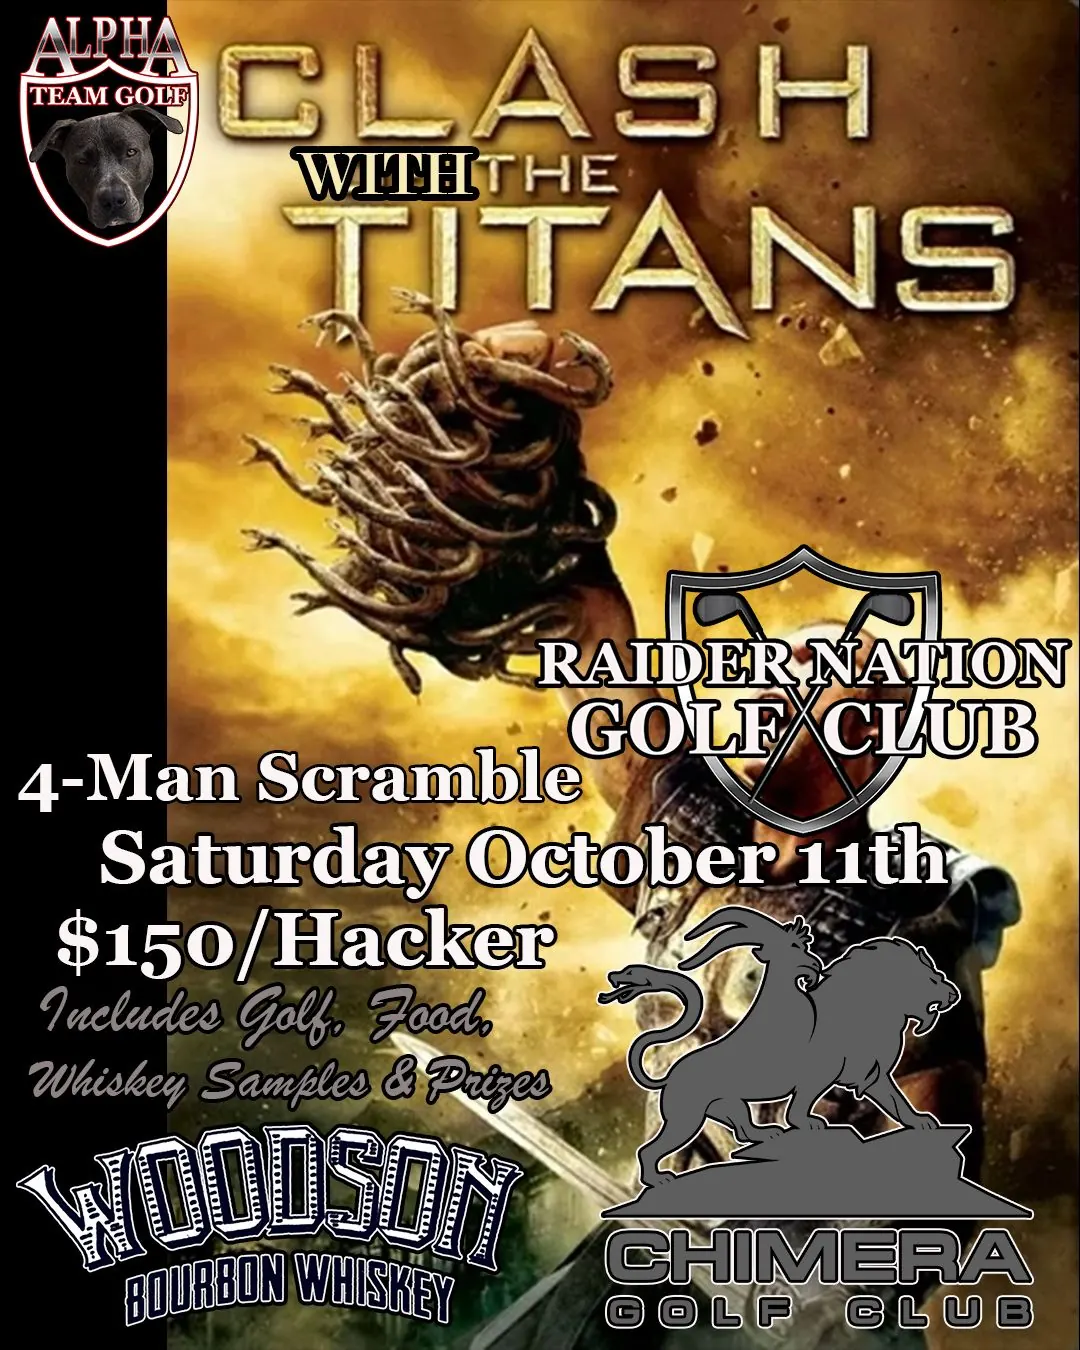 ALPHA
TEAM GOLF
CLASH
WITH THE
TITANS
RAIDER NATION
GOLF CLUB
4-Man Scramble
Saturday October 11th
$150/Hacker
Includes Golf, Food,
Whiskey Samples & Prizes
WOODSON
BOURBON WHISKEY
CHIMERA
GOLF CLUB